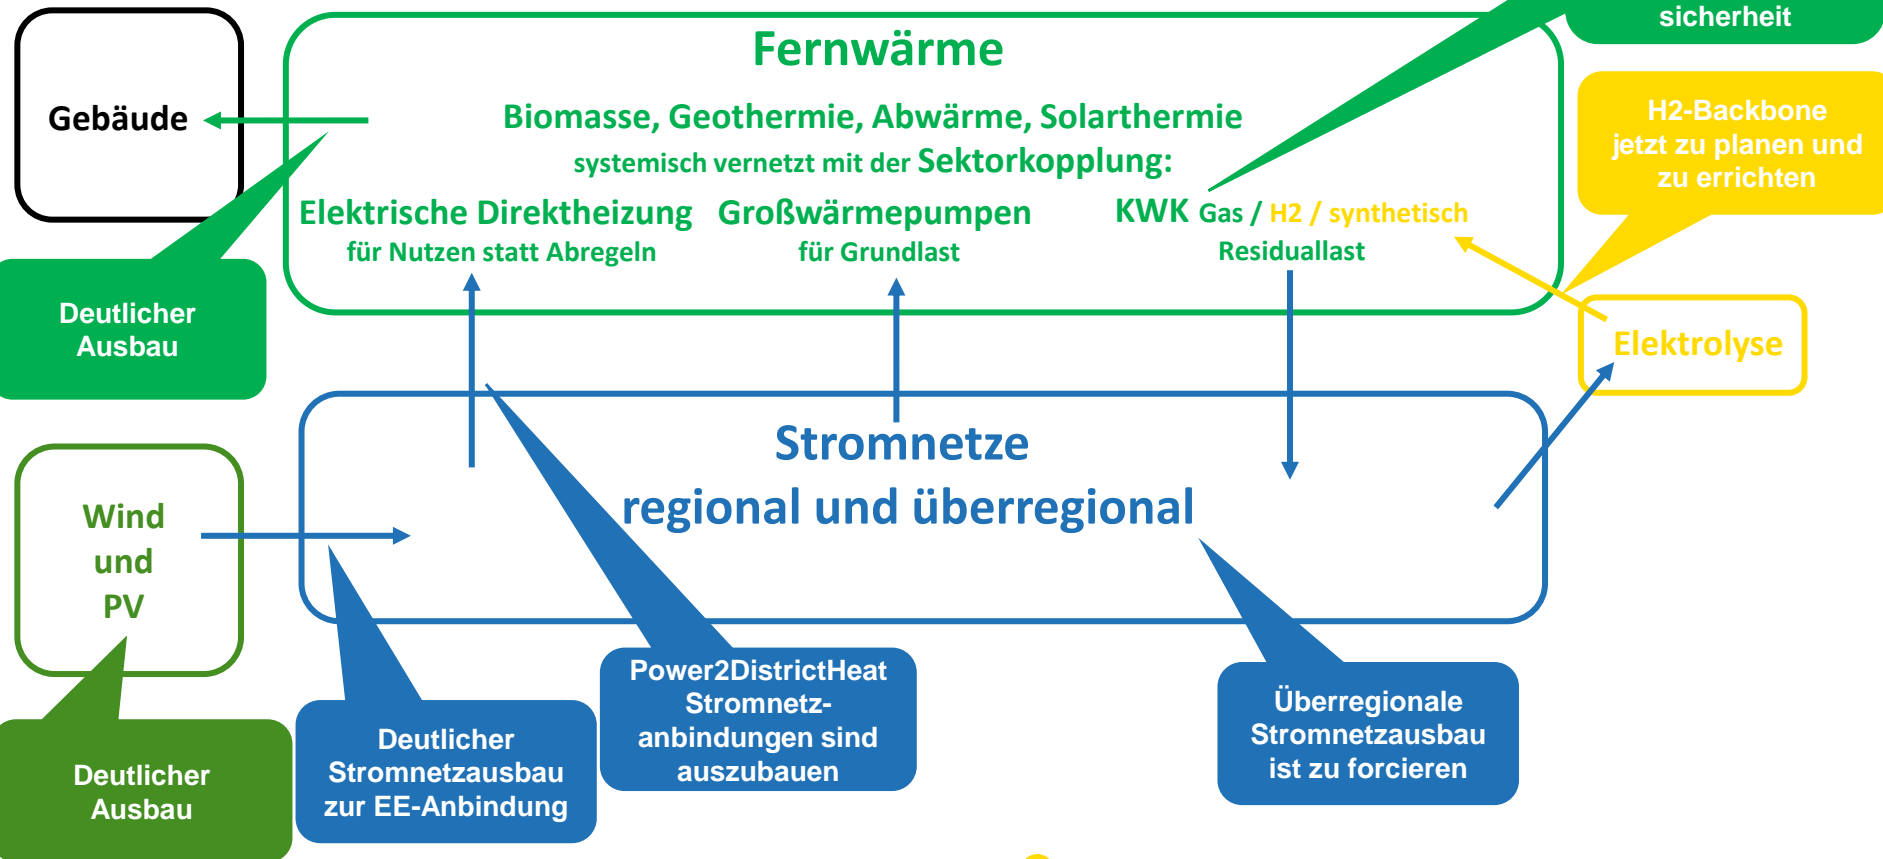 sicherheit
Fernwärme
Gebäude
Biomasse, Geothermie, Abwärme, Solarthermie
systemisch vernetzt mit der Sektorkopplung:
H2-Backbone
jetzt zu planen und
zu errichten
Elektrische Direktheizung
für Nutzen statt Abregeln
Großwärmepumpen
für Grundlast
KWK Gas / H2 / synthetisch
Residuallast
Deutlicher
Ausbau
Elektrolyse
Stromnetze
regional und überregional
Wind
und
PV
Deutlicher
Ausbau
Deutlicher
Stromnetzausbau
zur EE-Anbindung
Power2DistrictHeat
Stromnetz-
anbindungen sind
auszubauen
Überregionale
Stromnetzausbau
ist zu forcieren